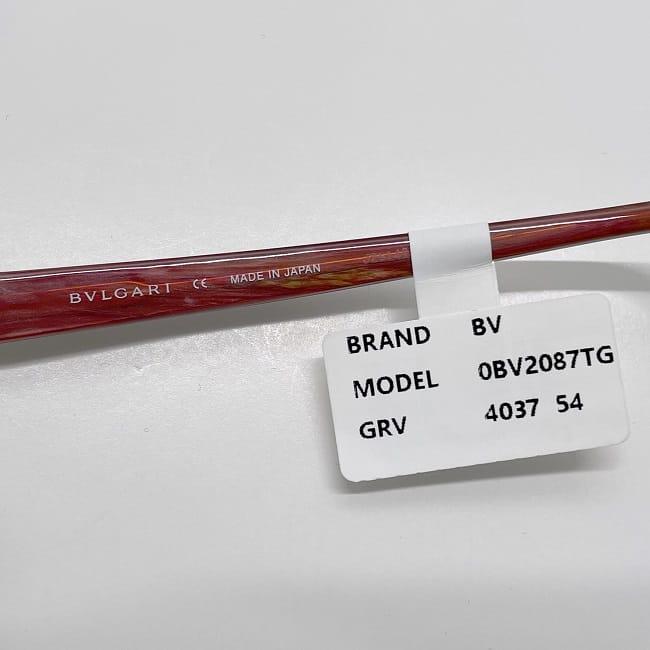 BVLGARI CE MADE IN JAPAN
BRAND BV
MODEL 0BV2087TG
GRV 4037 54